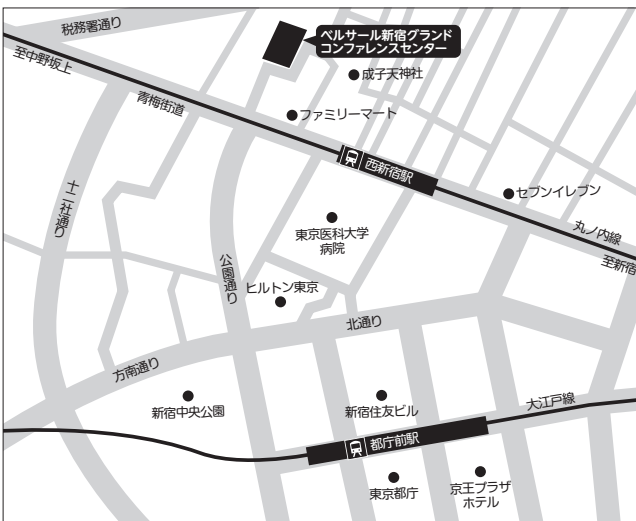 税務署通り
ベルサール新宿グランド
コンファレンスセンター
至中野坂上
成子天神社
青梅街道
ファミリーマート
西新宿駅
セブンイレブン
十二社通り
東京医科大学
病院
丸ノ内線
至新宿
公園通り
ヒルトン東京
北通り
方南通り
新宿中央公園
新宿住友ビル
大江戸線
都庁前駅
東京都庁
京王プラザ
ホテル